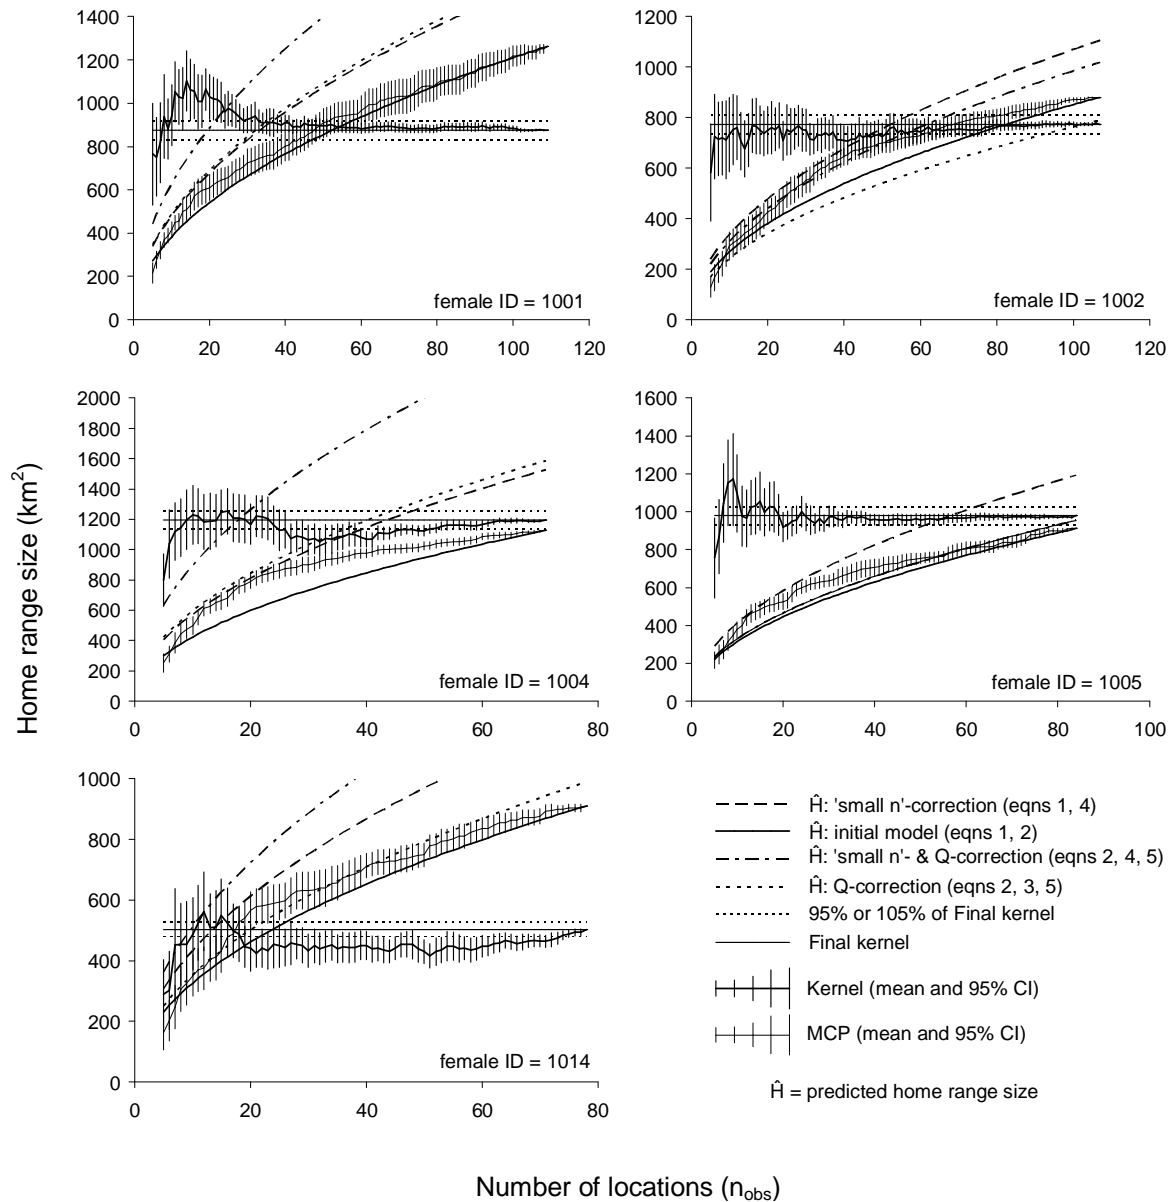 1400
1200
1000
800
600
400
200
0
0 20 40 60 80 100 120
female ID = 1001
1200
1000
800
600
400
200
0
0 20 40 60 80 100 120
female ID = 1002
2000
1800
1600
1400
1200
1000
800
600
400
200
0
0 20 40 60 80
female ID = 1004
1600
1400
1200
1000
800
600
400
200
0
0 20 40 60 80 100
female ID = 1005
1000
800
600
400
200
0
0 20 40 60 80
female ID = 1014
Home range size (km²)
Ĥ: 'small n'-correction (eqns 1, 4)
Ĥ: initial model (eqns 1, 2)
Ĥ: 'small n'- & Q-correction (eqns 2, 4, 5)
Ĥ: Q-correction (eqns 2, 3, 5)
95% or 105% of Final kernel
Final kernel
Kernel (mean and 95% CI)
MCP (mean and 95% CI)
Ĥ = predicted home range size
Number of locations (nobs)